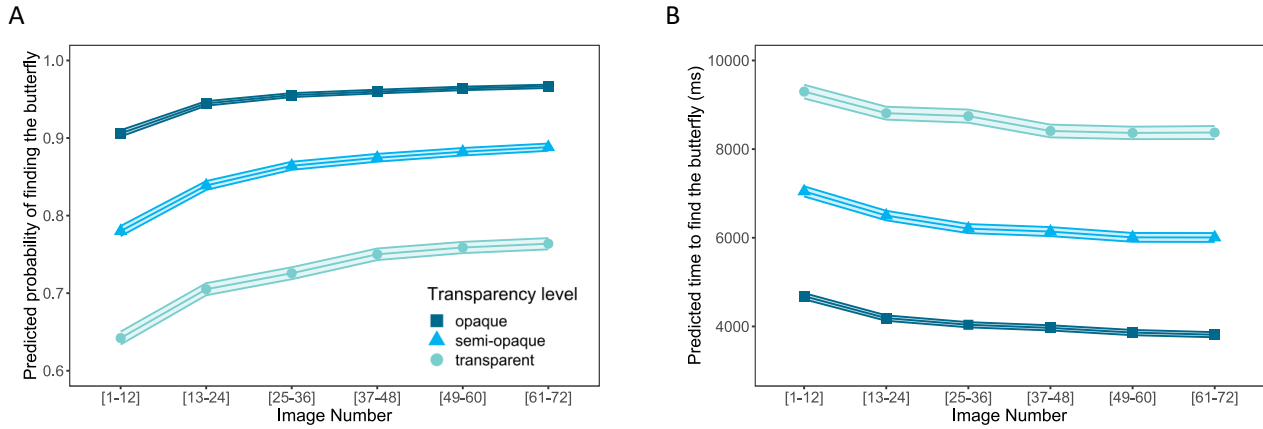 A
Predicted probability of finding the butterfly
1.0
0.9
0.8
0.7
0.6
Transparency level
opaque
semi-opaque
transparent
[1-12]
[13-24]
[25-36]
[37-48]
[49-60]
[61-72]
Image Number
B
Predicted time to find the butterfly (ms)
10000
8000
6000
4000
[1-12]
[13-24]
[25-36]
[37-48]
[49-60]
[61-72]
Image Number